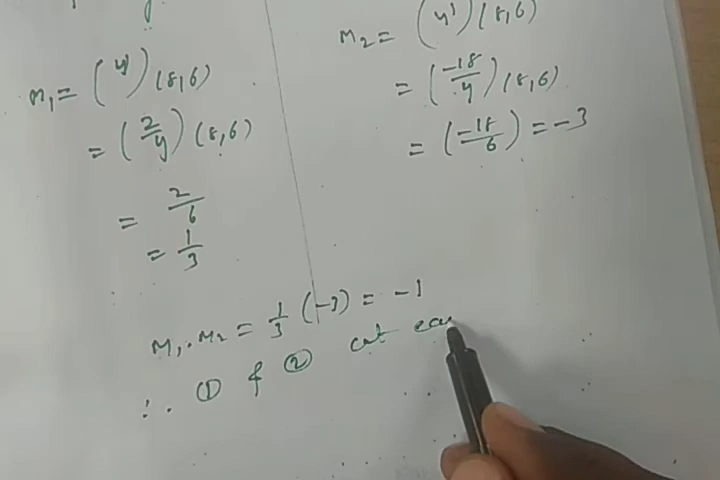 m₁ = (y')(8,6)
= (2/y)(8,6)
= 2/6
= 1/3
m₂ = (y')(8,6)
= (-18/y)(8,6)
= (-18/6) = -3
m₁ . m₂ = 1/3 (-3) = -1
∴ ① & ② cut